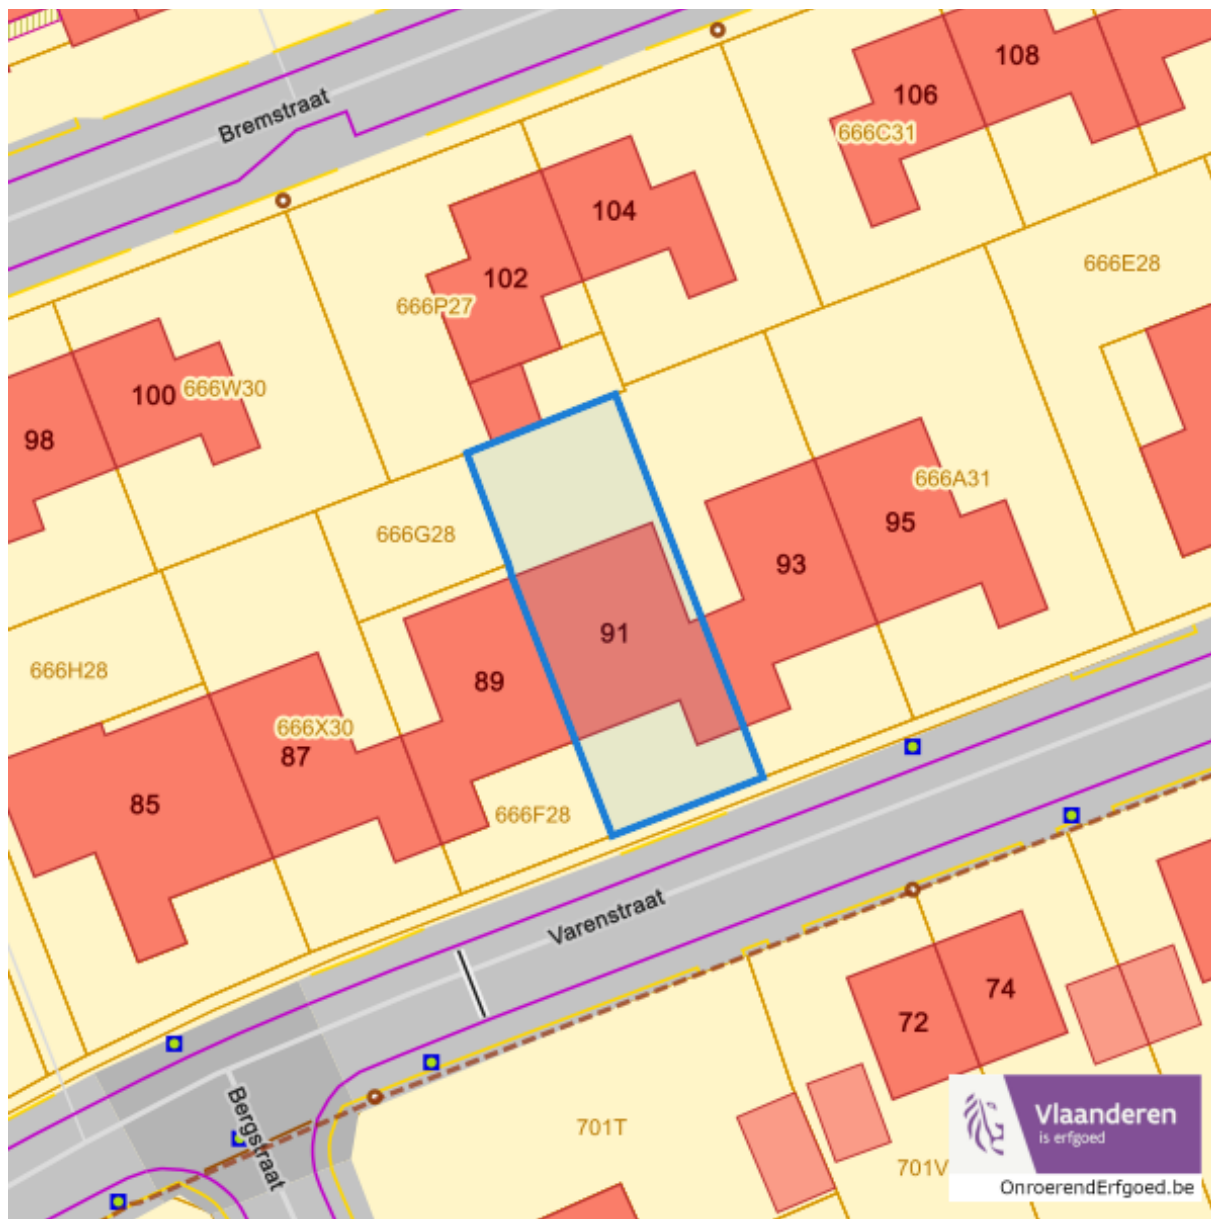 108
106
Bremstraat
666C31
104
666E28
102
666P27
100
666W30
98
666A31
95
666G28
93
91
666H28
89
666X30
87
85
666F28
Varenstraat
74
72
Bergstraat
701T
701V
Vlaanderen
is erfgoed
OnroerendErfgoed.be